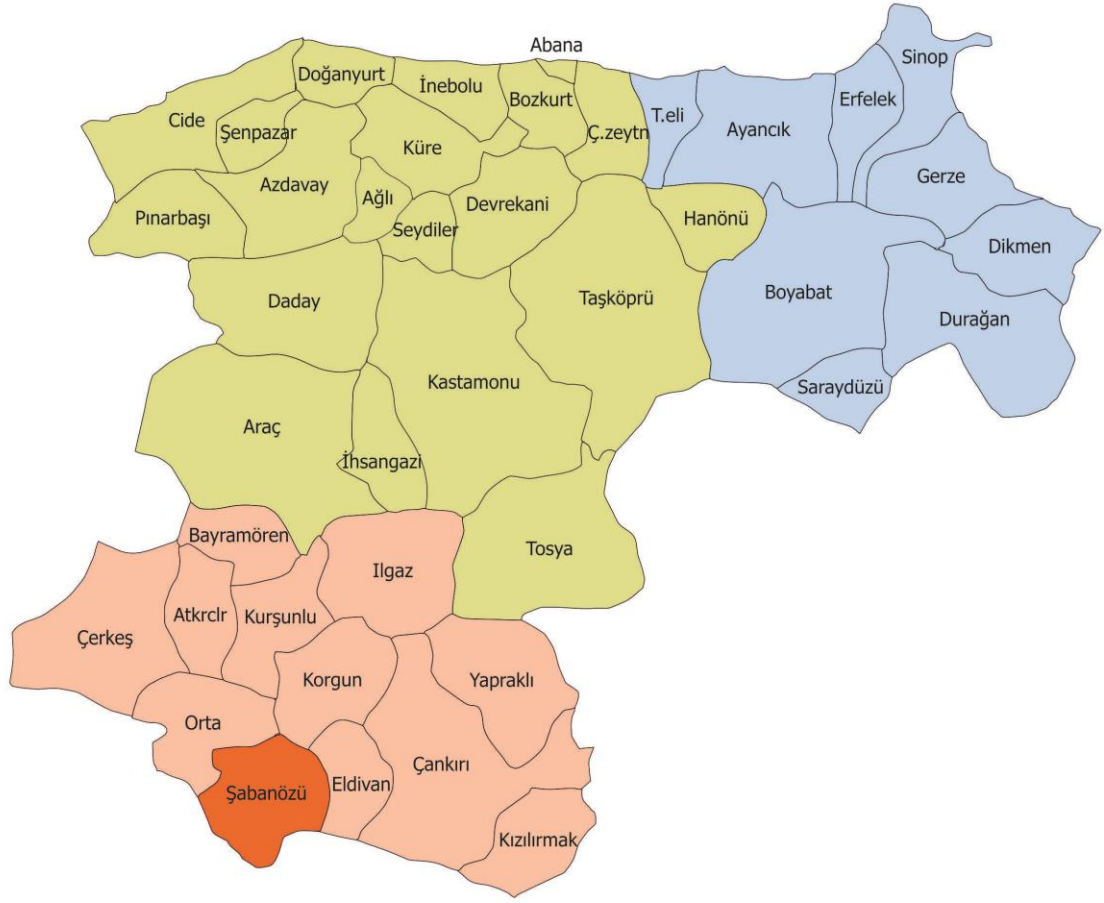 Abana
Sinop
Doğanyurt
İnebolu
Bozkurt
Erfelek
Cide
Şenpazar
Küre
Ç.zeytn
T.eli
Ayancık
Azdavay
Ağlı
Devrekani
Gerze
Pınarbaşı
Seydiler
Hanönü
Dikmen
Daday
Taşköprü
Boyabat
Durağan
Kastamonu
Saraydüzü
Araç
İhsangazi
Bayramören
Ilgaz
Tosya
Çerkeş
Atkrclr
Kurşunlu
Korgun
Yapraklı
Orta
Çankırı
Şabanözü
Eldivan
Kızılırmak